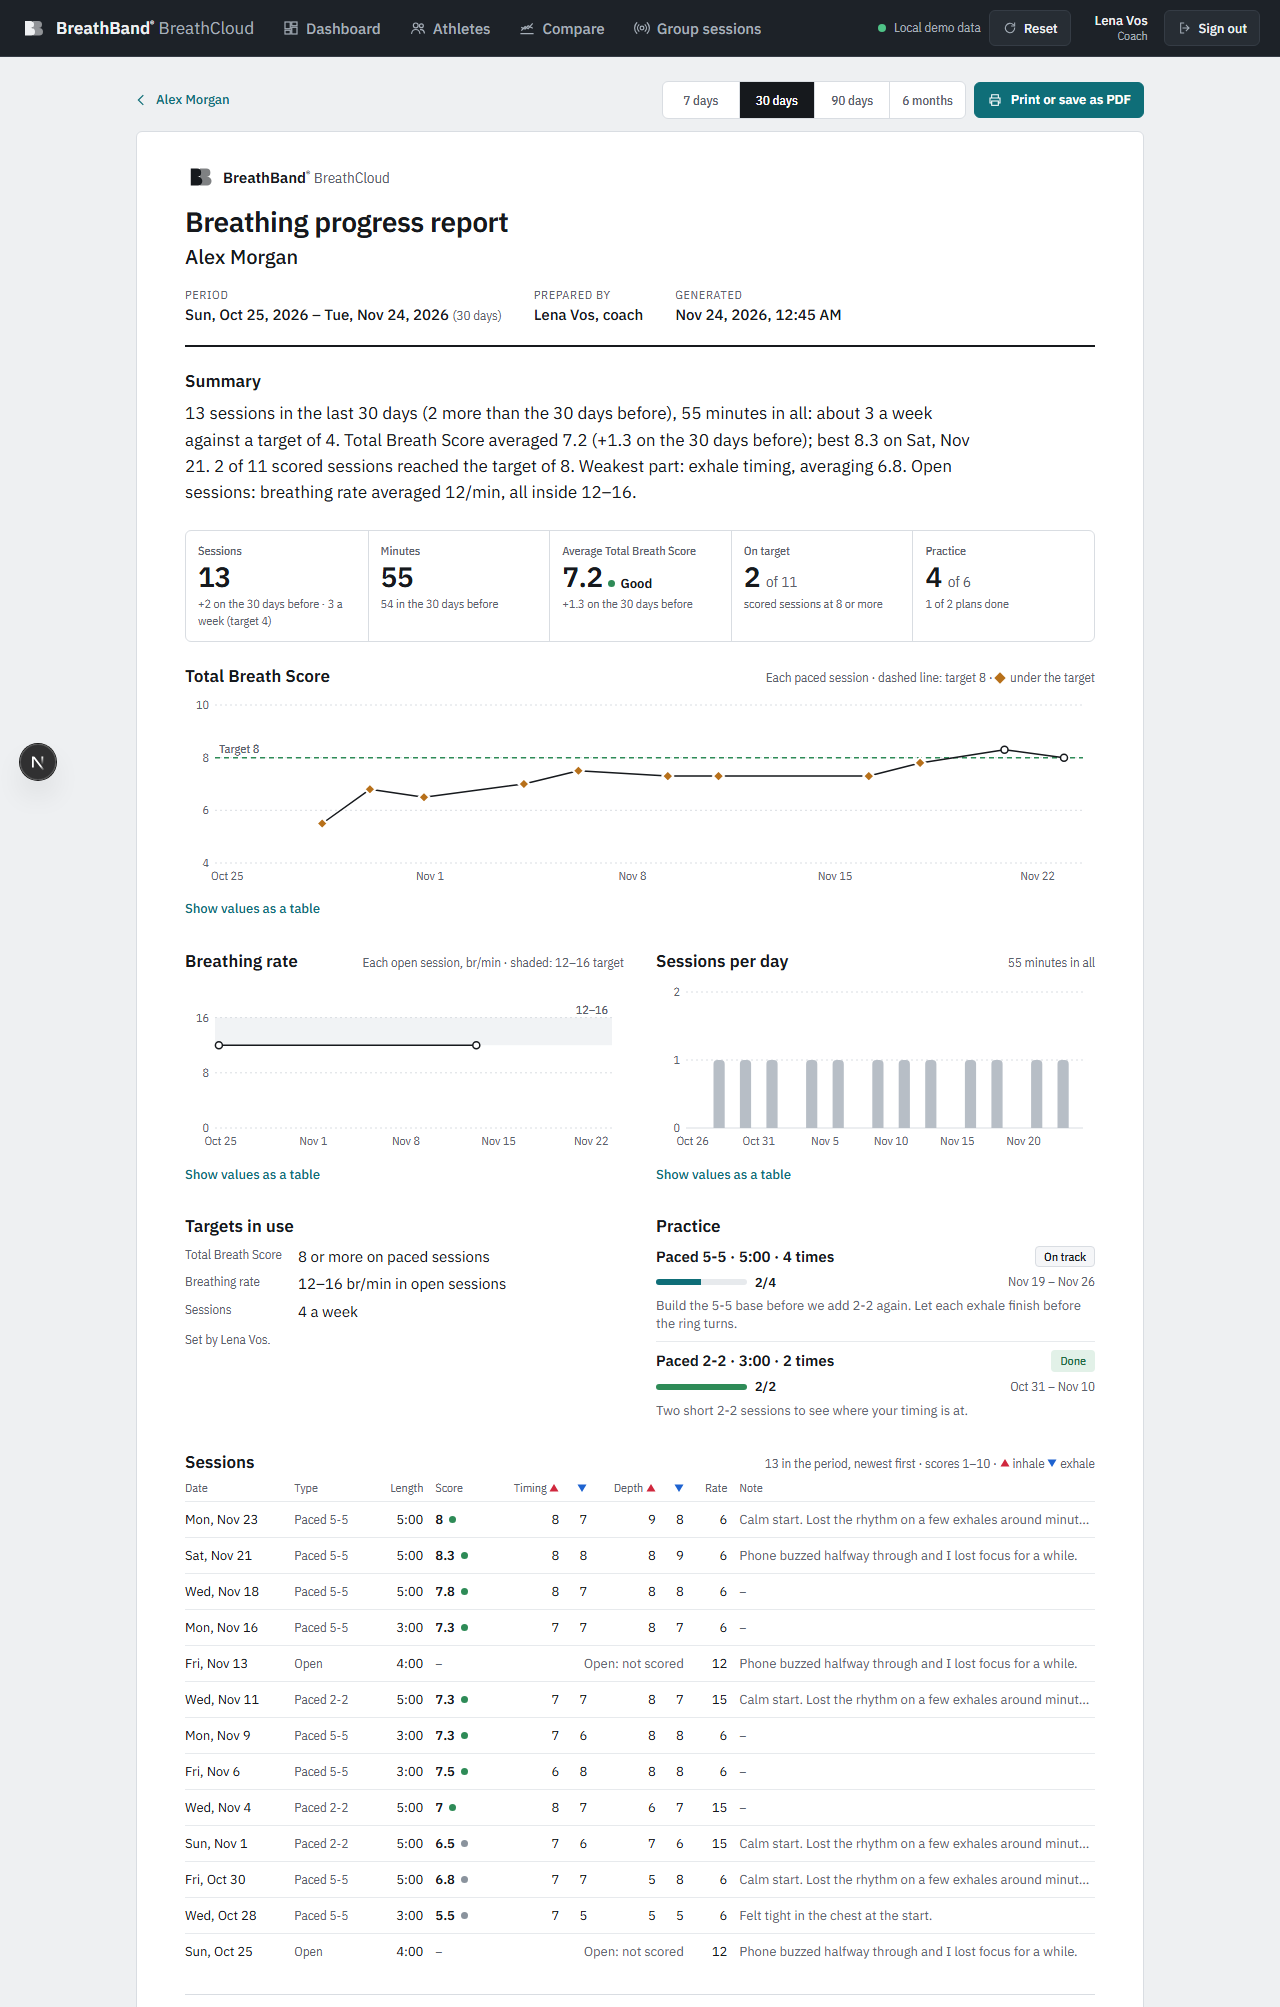 BreathBand® BreathCloud
Dashboard
Athletes
Compare
Group sessions
Local demo data
Reset
Lena Vos
Coach
Sign out
Alex Morgan
7 days
30 days
90 days
6 months
Print or save as PDF
BreathBand® BreathCloud
Breathing progress report
Alex Morgan
PERIOD
Sun, Oct 25, 2026 – Tue, Nov 24, 2026 (30 days)
PREPARED BY
Lena Vos, coach
GENERATED
Nov 24, 2026, 12:45 AM
Summary
13 sessions in the last 30 days (2 more than the 30 days before), 55 minutes in all: about 3 a week
against a target of 4. Total Breath Score averaged 7.2 (+1.3 on the 30 days before); best 8.3 on Sat, Nov
21. 2 of 11 scored sessions reached the target of 8. Weakest part: exhale timing, averaging 6.8. Open
sessions: breathing rate averaged 12/min, all inside 12–16.
Sessions
13
+2 on the 30 days before · 3 a
week (target 4)
Minutes
55
54 in the 30 days before
Average Total Breath Score
7.2 Good
+1.3 on the 30 days before
On target
2 of 11
scored sessions at 8 or more
Practice
4 of 6
1 of 2 plans done
Total Breath Score
Each paced session · dashed line: target 8 · ◆ under the target
10
Target 8
8
6
4
Oct 25 Nov 1 Nov 8 Nov 15 Nov 22
Show values as a table
Breathing rate
Each open session, br/min · shaded: 12–16 target
12–16
16
8
0
Oct 25 Nov 1 Nov 8 Nov 15 Nov 22
Show values as a table
Sessions per day
55 minutes in all
2
1
0
Oct 26 Oct 31 Nov 5 Nov 10 Nov 15 Nov 20
Show values as a table
Targets in use
Total Breath Score 8 or more on paced sessions
Breathing rate 12–16 br/min in open sessions
Sessions 4 a week
Set by Lena Vos.
Practice
Paced 5-5 · 5:00 · 4 times On track
2/4 Nov 19 – Nov 26
Build the 5-5 base before we add 2-2 again. Let each exhale finish before
the ring turns.
Paced 2-2 · 3:00 · 2 times Done
2/2 Oct 31 – Nov 10
Two short 2-2 sessions to see where your timing is at.
Sessions
13 in the period, newest first · scores 1–10 · ▲ inhale ▼ exhale
Date Type Length Score Timing ▲ ▼ Depth ▲ ▼ Rate Note
Mon, Nov 23 Paced 5-5 5:00 8 8 7 9 8 6 Calm start. Lost the rhythm on a few exhales around minut…
Sat, Nov 21 Paced 5-5 5:00 8.3 8 8 8 9 6 Phone buzzed halfway through and I lost focus for a while.
Wed, Nov 18 Paced 5-5 5:00 7.8 8 7 8 8 6 –
Mon, Nov 16 Paced 5-5 3:00 7.3 7 7 8 7 6 –
Fri, Nov 13 Open 4:00 – Open: not scored 12 Phone buzzed halfway through and I lost focus for a while.
Wed, Nov 11 Paced 2-2 5:00 7.3 7 7 8 7 15 Calm start. Lost the rhythm on a few exhales around minut…
Mon, Nov 9 Paced 5-5 3:00 7.3 7 6 8 8 6 –
Fri, Nov 6 Paced 5-5 3:00 7.5 6 8 8 8 6 –
Wed, Nov 4 Paced 2-2 5:00 7 8 7 6 7 15 –
Sun, Nov 1 Paced 2-2 5:00 6.5 7 6 7 6 15 Calm start. Lost the rhythm on a few exhales around minut…
Fri, Oct 30 Paced 5-5 5:00 6.8 7 7 5 8 6 Calm start. Lost the rhythm on a few exhales around minut…
Wed, Oct 28 Paced 5-5 3:00 5.5 7 5 5 5 6 Felt tight in the chest at the start.
Sun, Oct 25 Open 4:00 – Open: not scored 12 Phone buzzed halfway through and I lost focus for a while.